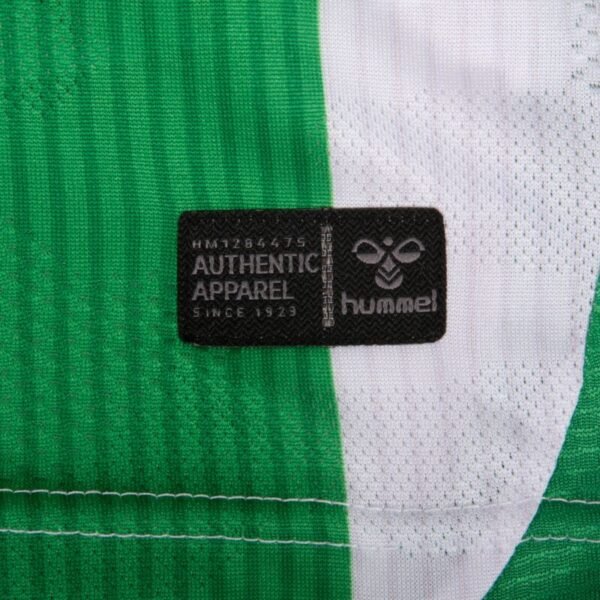 HM1284475
AUTHENTIC
APPAREL
SINCE 1923
hummel